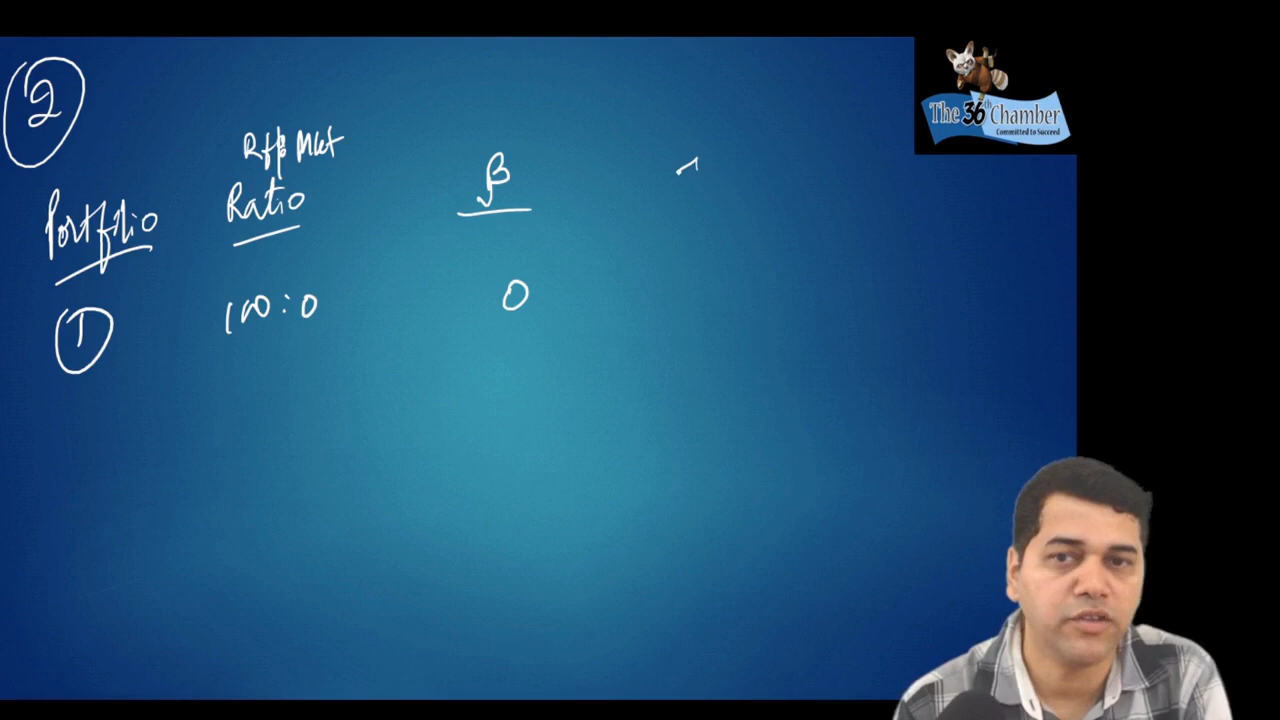 2
The 36th Chamber
Committed to Succeed
Rf Mkt
Portfolio Ratio β
1 100:0 0